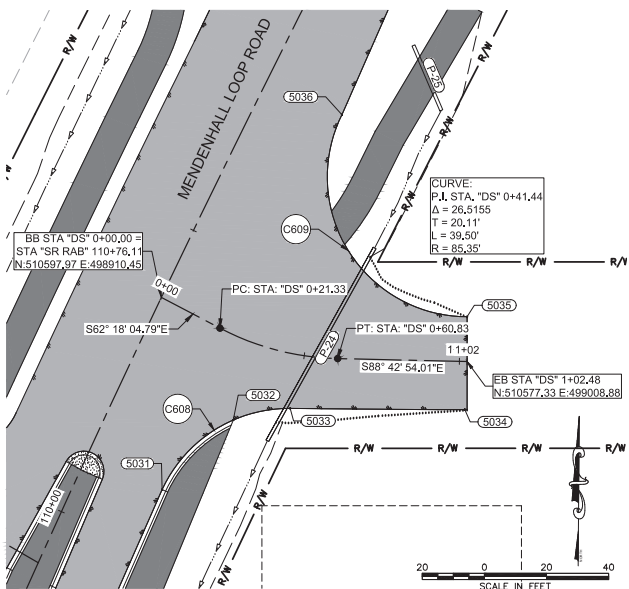 R/W
R/W
MENDENHALL LOOP ROAD
5036
P-25
R/W
CURVE:
P.I. STA. "DS" 0+41.44
Δ = 26.5155
T = 20.11'
L = 39.50'
R = 85.35'
C609
BB STA "DS" 0+00.00 =
STA "SR RAB" 110+76.11
N:510597.97 E:498910.45
R/W
R/W
R/W
0+00
PC: STA: "DS" 0+21.33
5035
S62° 18' 04.79"E
P-24
PT: STA: "DS" 0+60.83
1 1+02
S88° 42' 54.01"E
EB STA "DS" 1+02.48
N:510577.33 E:499008.88
5032
C608
5033
5034
R/W
R/W
R/W
R/W
5031
110+00
R/W
20 0 20 40
SCALE IN FEET